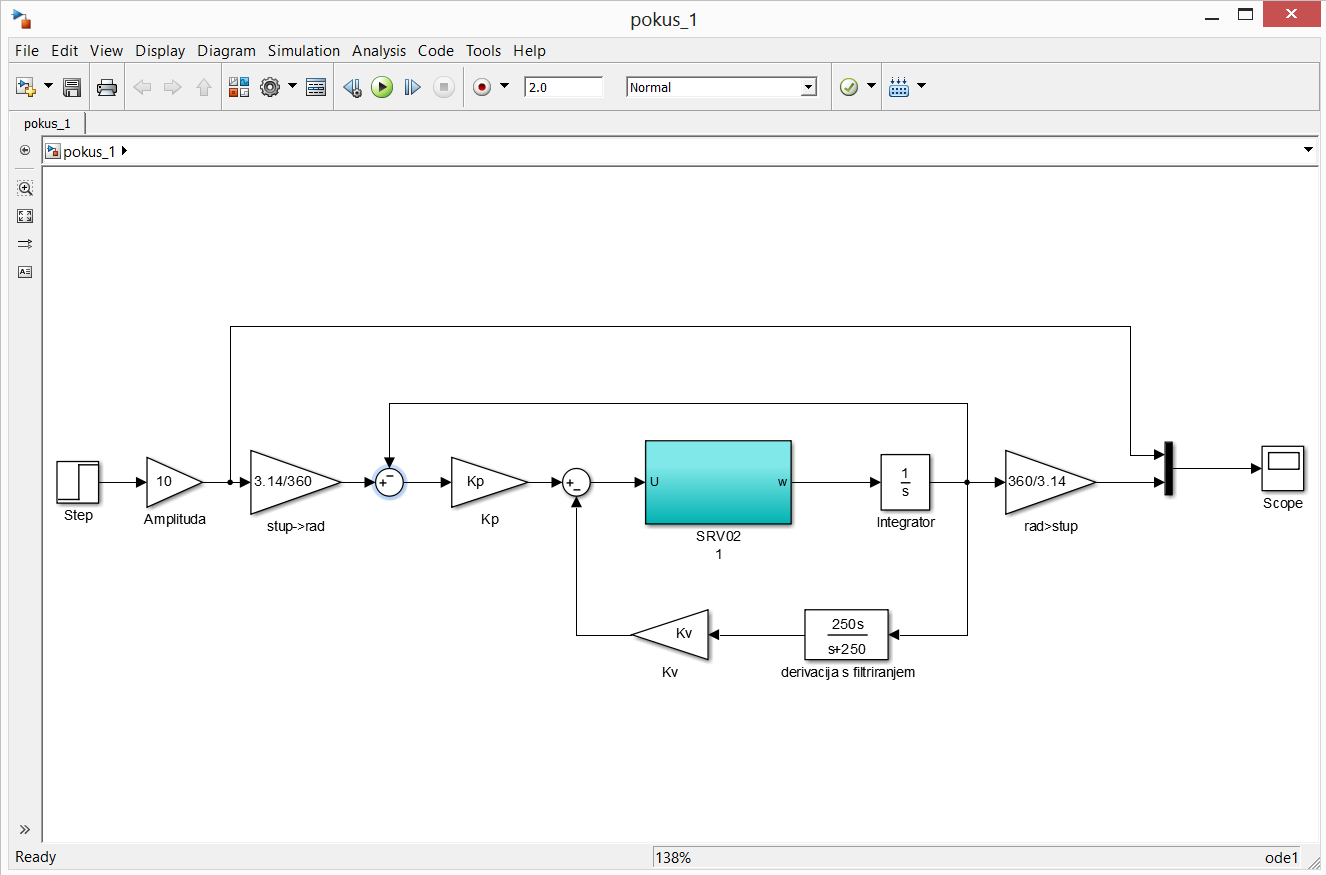 pokus_1
File Edit View Display Diagram Simulation Analysis Code Tools Help
2.0
Normal
pokus_1
pokus_1
Step
10
Amplituda
3.14/360
stup->rad
Kp
Kp
U
w
SRV02
1
1
s
Integrator
360/3.14
rad>stup
Scope
Kv
Kv
250s
s+250
derivacija s filtriranjem
Ready
138%
ode1